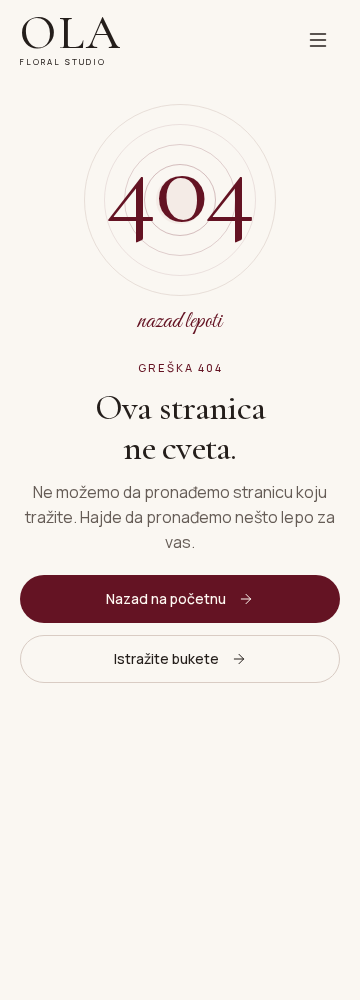 OLA
FLORAL STUDIO
404
nazad lepoti
GREŠKA 404
Ova stranica
ne cveta.
Ne možemo da pronađemo stranicu koju
tražite. Hajde da pronađemo nešto lepo za
vas.
Nazad na početnu →
Istražite bukete →